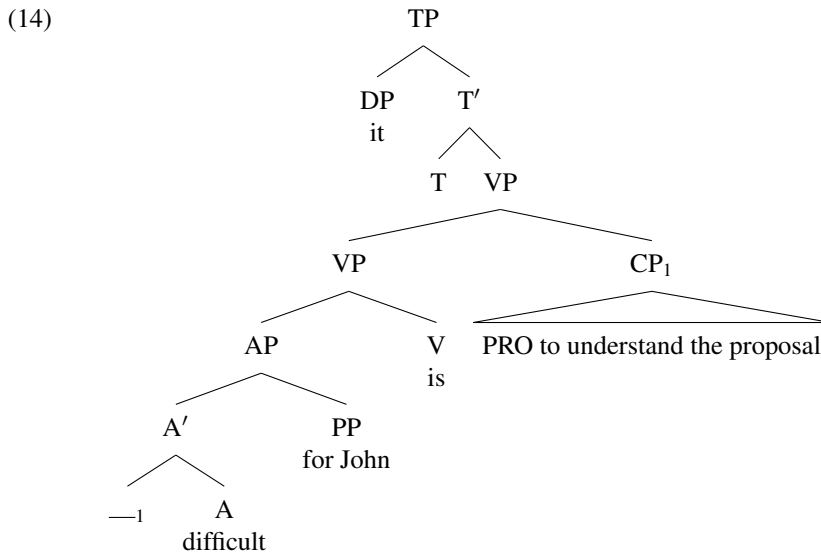 (14) TP
DP T′
it
T VP
VP CP₁
AP V PRO to understand the proposal
is
A′ PP
for John
—₁ A
difficult